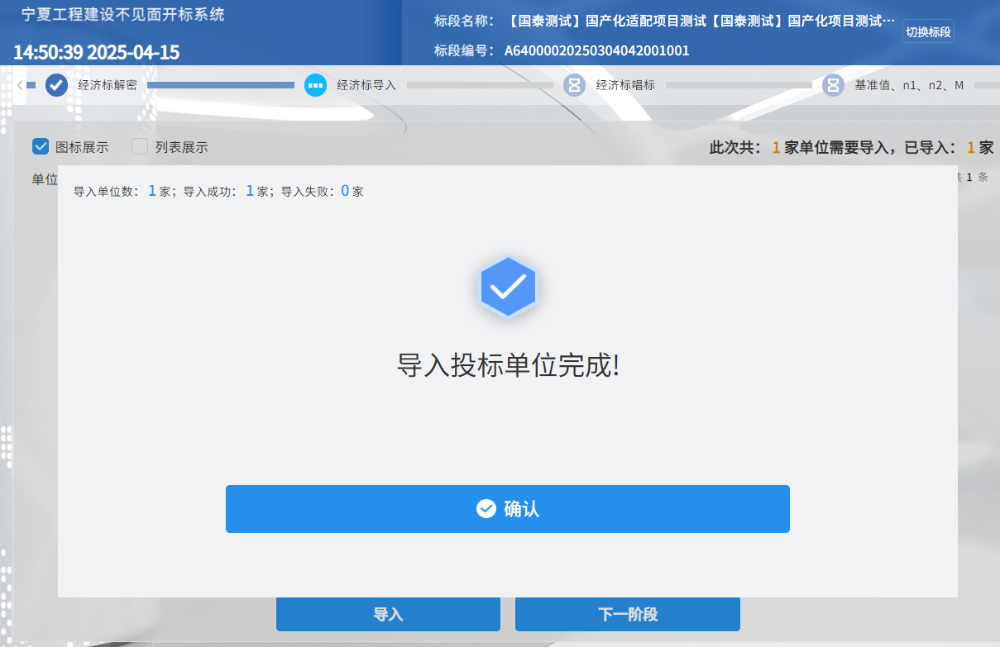 宁夏工程建设不见面开标系统
14:50:39 2025-04-15
标段名称： 【国泰测试】国产化适配项目测试【国泰测试】国产化项目测试…
切换标段
标段编号： A6400002025030404​2001001
经济标解密 经济标导入 经济标唱标 基准值、n1、n2、M
图标展示 列表展示 此次共： 1 家单位需要导入，已导入： 1 家
单位
1 条
导入单位数： 1 家； 导入成功： 1 家； 导入失败： 0 家
导入投标单位完成!
确认
导入 下一阶段